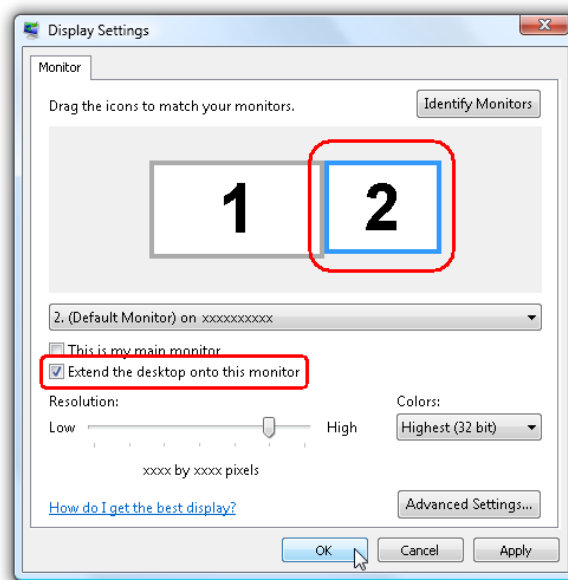 Display Settings
Monitor
Drag the icons to match your monitors.
Identify Monitors
1
2
2. (Default Monitor) on xxxxxxxxxx
This is my main monitor
Extend the desktop onto this monitor
Resolution:
Colors:
Low
High
Highest (32 bit)
xxxx by xxxx pixels
How do I get the best display?
Advanced Settings...
OK
Cancel
Apply